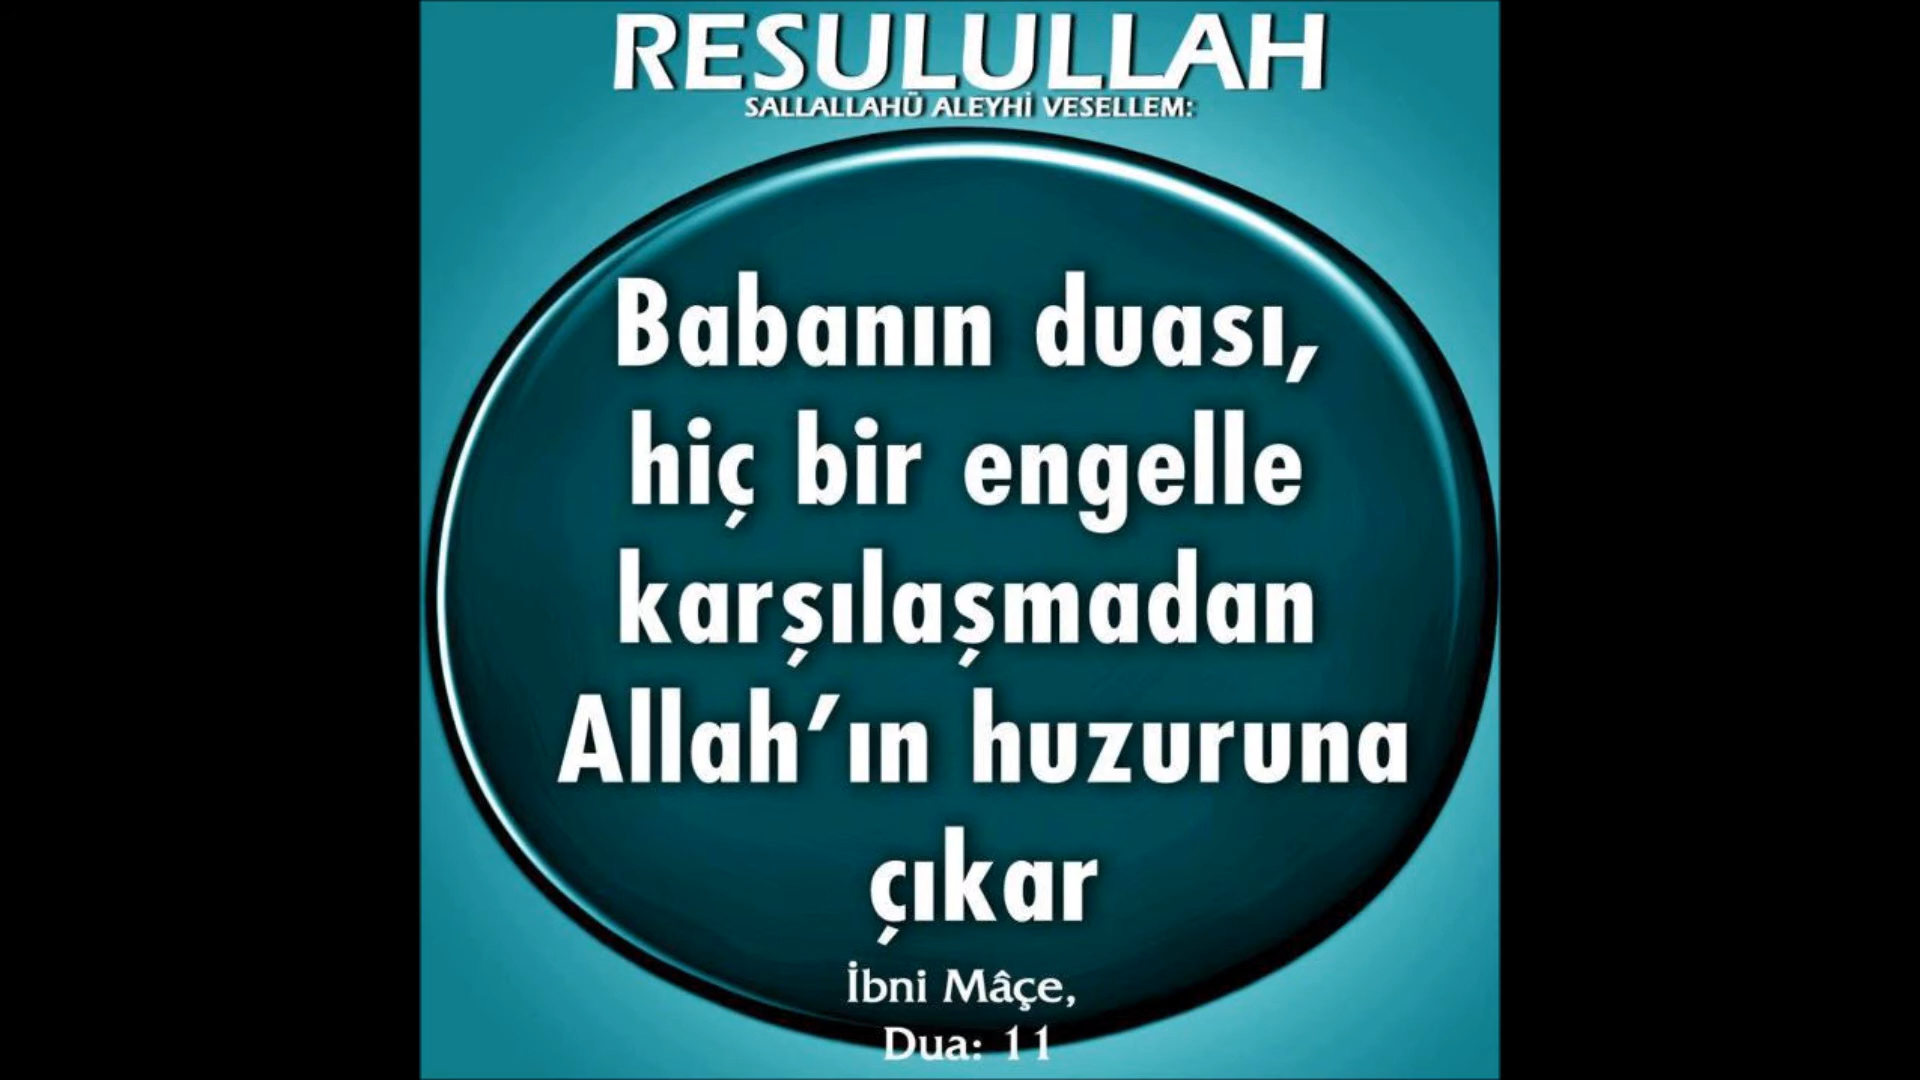 RESULULLAH
SALLALLAHÜ ALEYHİ VESELLEM:
Babanın duası,
hiç bir engelle
karşılaşmadan
Allah’ın huzuruna
çıkar
İbni Mâçe,
Dua: 11